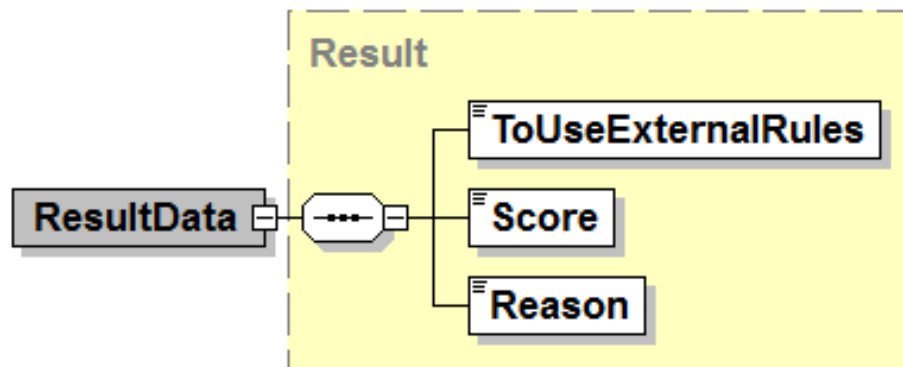 Result
ToUseExternalRules
ResultData
Score
Reason